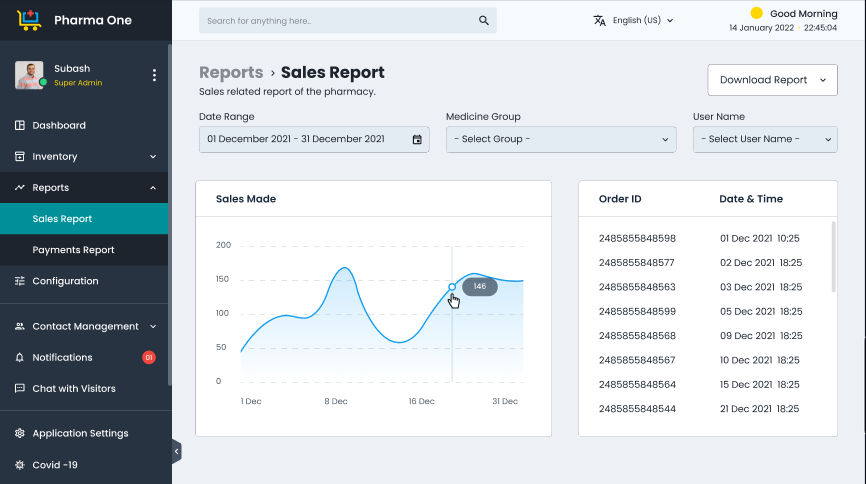 Pharma One
Search for anything here..
English (US)
Good Morning
14 January 2022 · 22:45:04
Subash
Super Admin
Dashboard
Inventory
Reports
Sales Report
Payments Report
Configuration
Contact Management
Notifications
01
Chat with Visitors
Application Settings
Covid -19
Reports › Sales Report
Sales related report of the pharmacy.
Download Report
Date Range
01 December 2021 - 31 December 2021
Medicine Group
- Select Group -
User Name
- Select User Name -
Sales Made
200
150
100
50
0
146
1 Dec 8 Dec 16 Dec 31 Dec
Order ID Date & Time
2485855848598 01 Dec 2021 10:25
2485855848577 02 Dec 2021 18:25
2485855848563 03 Dec 2021 18:25
2485855848599 05 Dec 2021 18:25
2485855848568 09 Dec 2021 18:25
2485855848567 10 Dec 2021 18:25
2485855848564 15 Dec 2021 18:25
2485855848544 21 Dec 2021 18:25